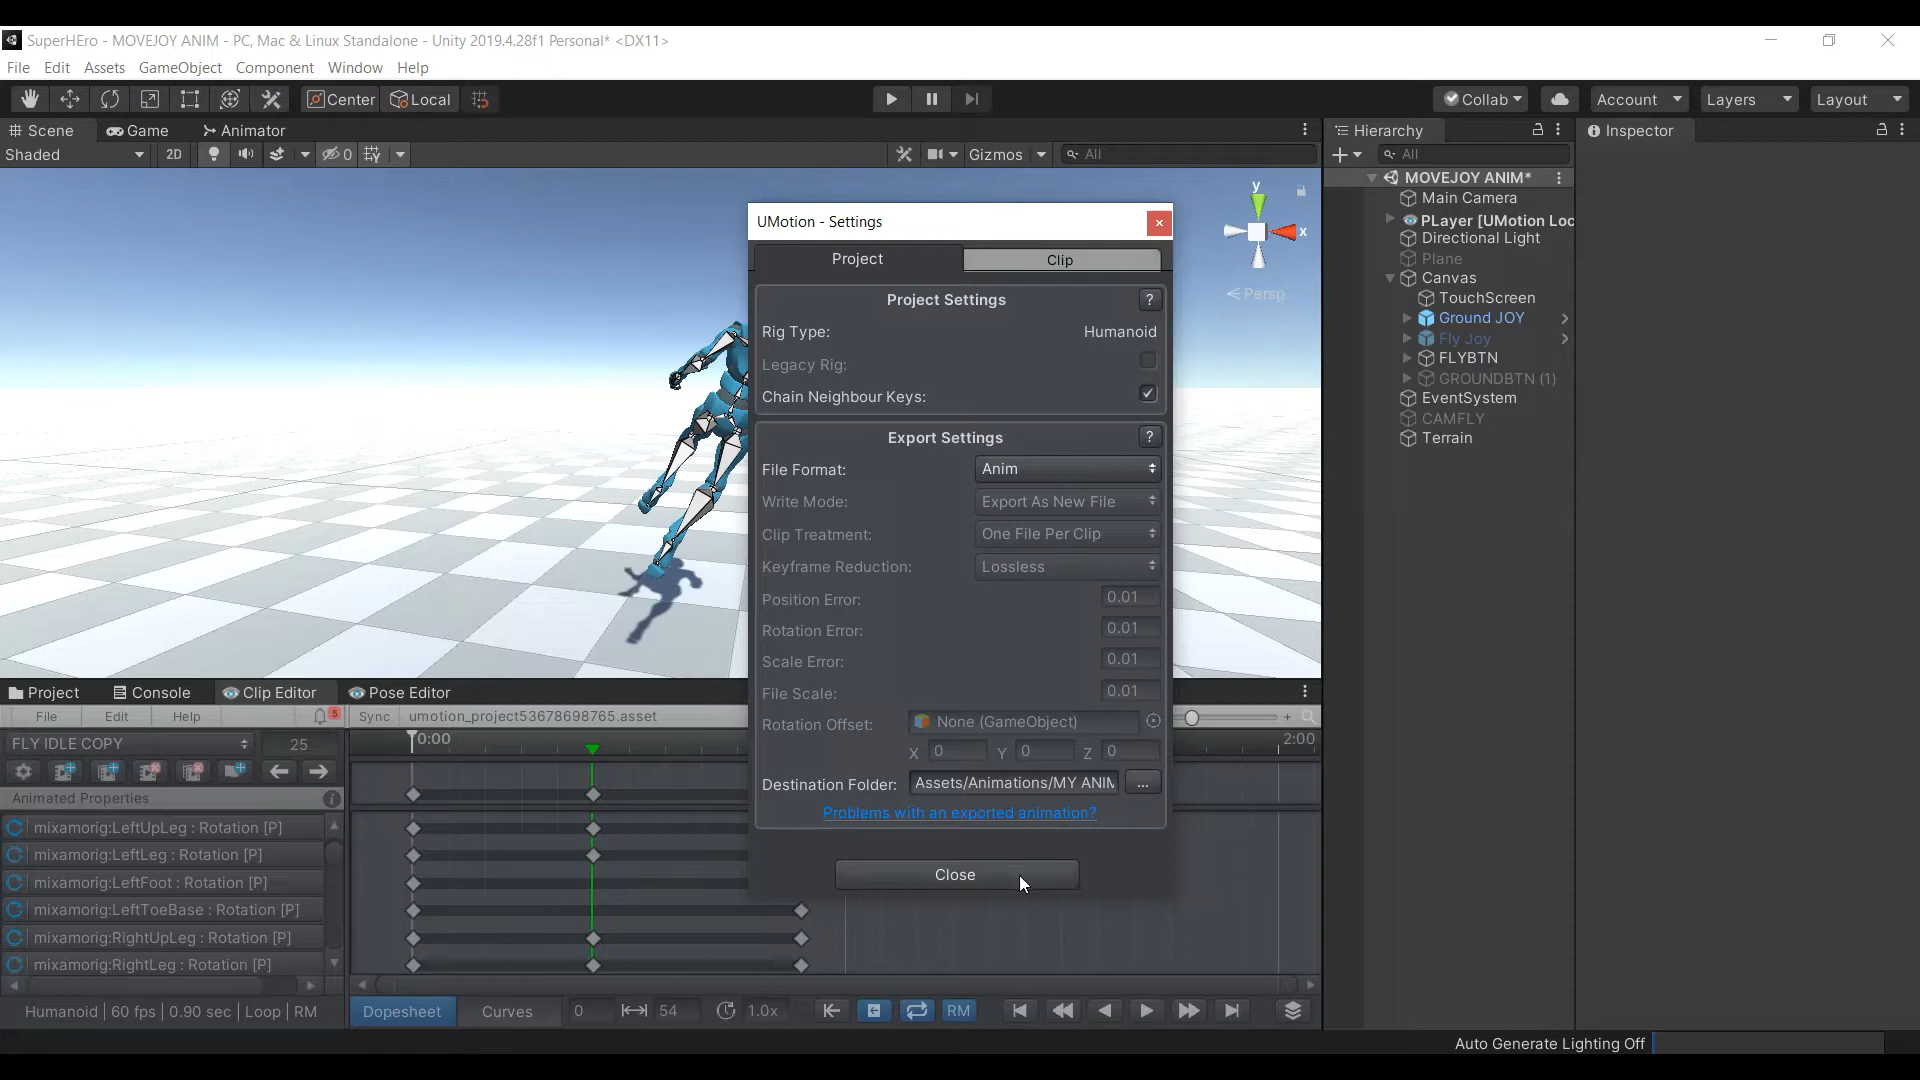 SuperHEro - MOVEJOY ANIM - PC, Mac & Linux Standalone - Unity 2019.4.28f1 Personal* <DX11>
File Edit Assets GameObject Component Window Help
Center Local Collab Account Layers Layout
Scene Game Animator Hierarchy Inspector
Shaded 2D 0 Gizmos All All
MOVEJOY ANIM*
Main Camera
PLayer [UMotion Loc
Directional Light
Plane
Canvas
TouchScreen
Ground JOY
Fly Joy
FLYBTN
GROUNDBTN (1)
EventSystem
CAMFLY
Terrain
y
x
Persp
UMotion - Settings
Project Clip
Project Settings ?
Rig Type: Humanoid
Legacy Rig:
Chain Neighbour Keys:
Export Settings ?
File Format: Anim
Write Mode: Export As New File
Clip Treatment: One File Per Clip
Keyframe Reduction: Lossless
Position Error: 0.01
Rotation Error: 0.01
Scale Error: 0.01
File Scale: 0.01
Rotation Offset: None (GameObject)
X 0 Y 0 Z 0
Destination Folder: Assets/Animations/MY ANIM ...
Problems with an exported animation?
Close
Project Console Clip Editor Pose Editor
File Edit Help 5 Sync umotion_project53678698765.asset
FLY IDLE COPY 25 0:00 2:00
Animated Properties
mixamorig:LeftUpLeg : Rotation [P]
mixamorig:LeftLeg : Rotation [P]
mixamorig:LeftFoot : Rotation [P]
mixamorig:LeftToeBase : Rotation [P]
mixamorig:RightUpLeg : Rotation [P]
mixamorig:RightLeg : Rotation [P]
Humanoid | 60 fps | 0.90 sec | Loop | RM Dopesheet Curves 0 54 1.0x RM
Auto Generate Lighting Off